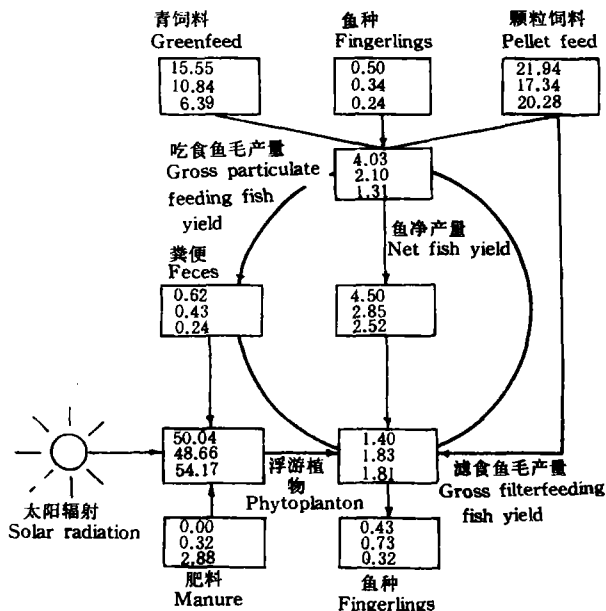 青饲料
Greenfeed
鱼种
Fingerlings
颗粒饲料
Pellet feed
15.55
10.84
6.39
0.50
0.34
0.24
21.94
17.34
20.28
吃食鱼毛产量
Gross particulate
feeding fish
yield
4.03
2.10
1.31
粪便
Feces
鱼净产量
Net fish yield
0.62
0.43
0.24
4.50
2.85
2.52
太阳辐射
Solar radiation
50.04
48.66
54.17
浮游植
物
Phytoplanton
1.40
1.83
1.81
滤食鱼毛产量
Gross filterfeeding
fish yield
0.00
0.32
2.88
肥料
Manure
0.43
0.73
0.32
鱼种
Fingerlings